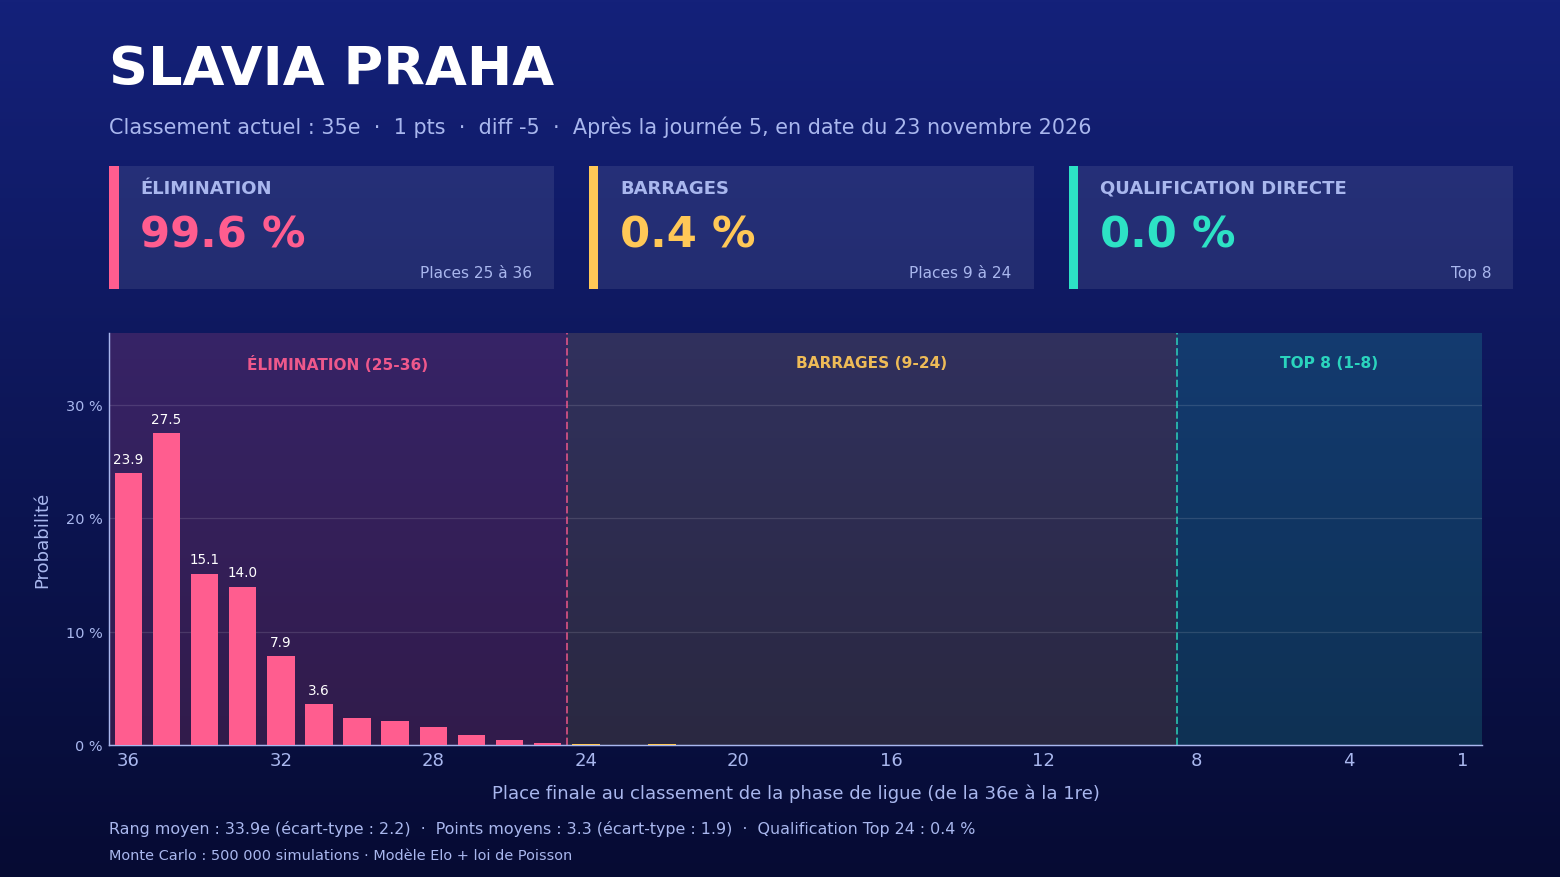 SLAVIA PRAHA
Classement actuel : 35e · 1 pts · diff -5 · Après la journée 5, en date du 23 novembre 2026
ÉLIMINATION
99.6 %
Places 25 à 36
BARRAGES
0.4 %
Places 9 à 24
QUALIFICATION DIRECTE
0.0 %
Top 8
ÉLIMINATION (25-36)
BARRAGES (9-24)
TOP 8 (1-8)
Probabilité
30 %
20 %
10 %
0 %
23.9
27.5
15.1
14.0
7.9
3.6
36 32 28 24 20 16 12 8 4 1
Place finale au classement de la phase de ligue (de la 36e à la 1re)
Rang moyen : 33.9e (écart-type : 2.2) · Points moyens : 3.3 (écart-type : 1.9) · Qualification Top 24 : 0.4 %
Monte Carlo : 500 000 simulations · Modèle Elo + loi de Poisson